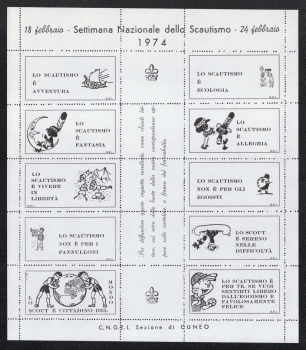 18 febbraio - Settimana Nazionale dello Scautismo - 24 febbraio
1974
LO SCAUTISMO
È
AVVENTURA
LO SCAUTISMO
È
ECOLOGIA
LO
SCAUTISMO
È
FANTASIA
LO
SCAUTISMO
È
ALLEGRIA
LO
SCAUTISMO
È VIVERE
IN
LIBERTÀ
LO SCAUTISMO
NON È PER GLI
EGOISTI
LO SCAUTISMO
NON È PER I
FANNULLONI
LO SCOUT
È SERENO
NELLE
DIFFICOLTÀ
LO SCOUT È CITTADINO DEL MONDO
LO SCAUTISMO È
PER TE, SE VUOI
SENTIRTI LIBERO
DALL'EGOISMO E
FAVOLOSAMENTE
FELICE
C.N.G.E.I. Sezione di CUNEO